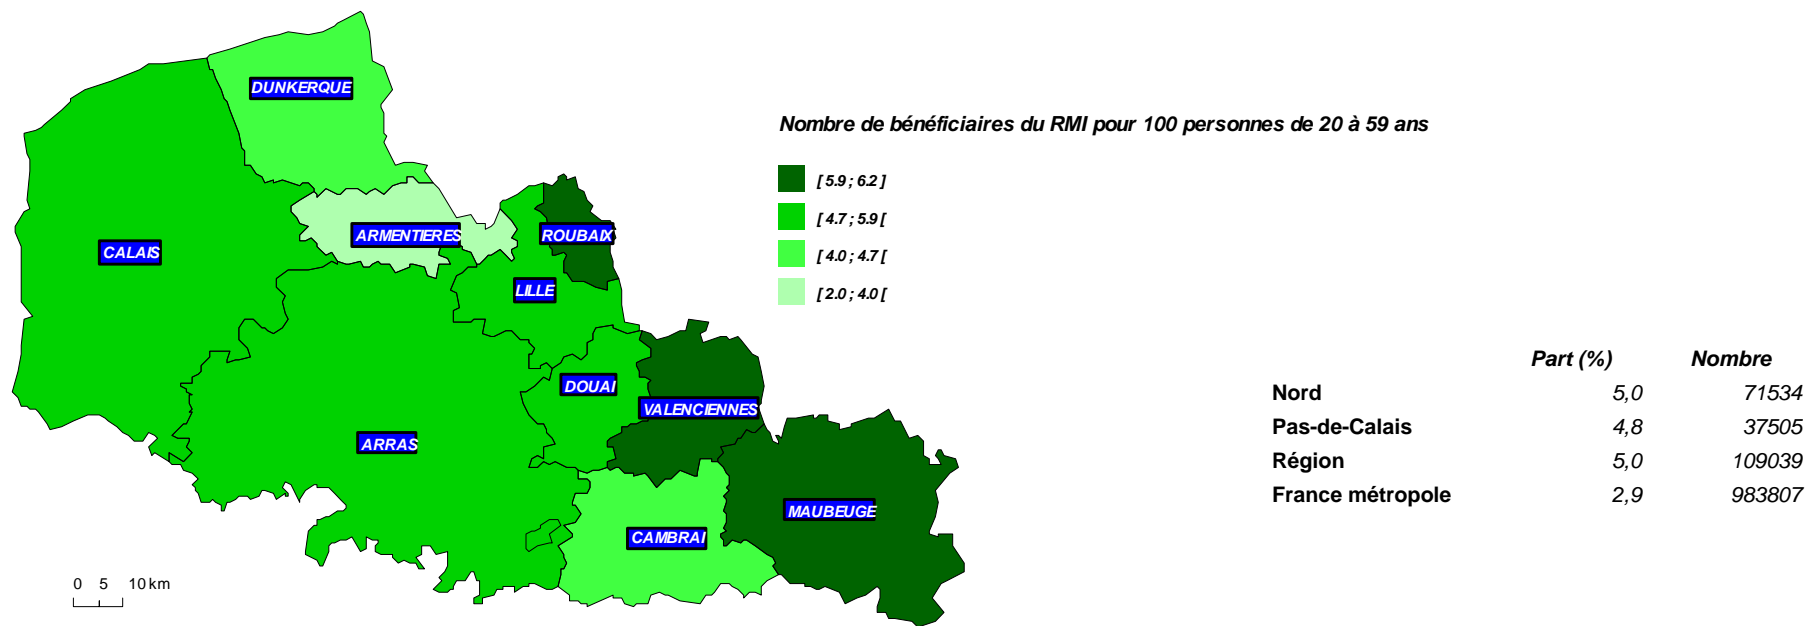 DUNKERQUE
Nombre de bénéficiaires du RMI pour 100 personnes de 20 à 59 ans
[ 5.9 ; 6.2 ]
[ 4.7 ; 5.9 [
[ 4.0 ; 4.7 [
[ 2.0 ; 4.0 [
ARMENTIERES
ROUBAIX
CALAIS
LILLE
DOUAI
VALENCIENNES
ARRAS
MAUBEUGE
CAMBRAI
0 5 10 km
Part (%) Nombre
Nord 5,0 71534
Pas-de-Calais 4,8 37505
Région 5,0 109039
France métropole 2,9 983807